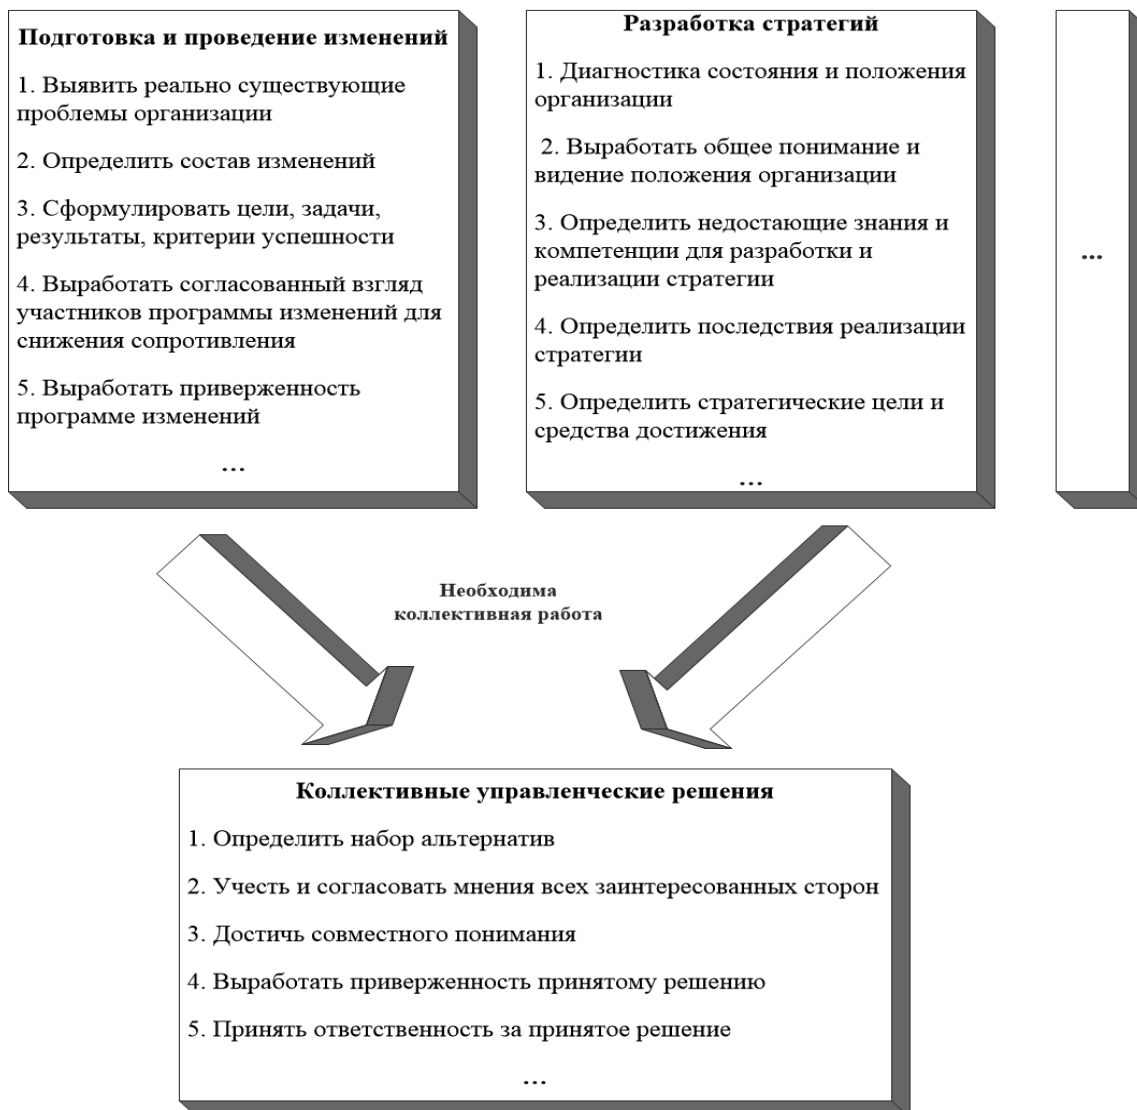 Подготовка и проведение изменений
1. Выявить реально существующие
проблемы организации
2. Определить состав изменений
3. Сформулировать цели, задачи,
результаты, критерии успешности
4. Выработать согласованный взгляд
участников программы изменений для
снижения сопротивления
5. Выработать приверженность
программе изменений
...
Разработка стратегий
1. Диагностика состояния и положения
организации
2. Выработать общее понимание и
видение положения организации
3. Определить недостающие знания и
компетенции для разработки и
реализации стратегии
4. Определить последствия реализации
стратегии
5. Определить стратегические цели и
средства достижения
...
...
Необходима
коллективная работа
Коллективные управленческие решения
1. Определить набор альтернатив
2. Учесть и согласовать мнения всех заинтересованных сторон
3. Достичь совместного понимания
4. Выработать приверженность принятому решению
5. Принять ответственность за принятое решение
...